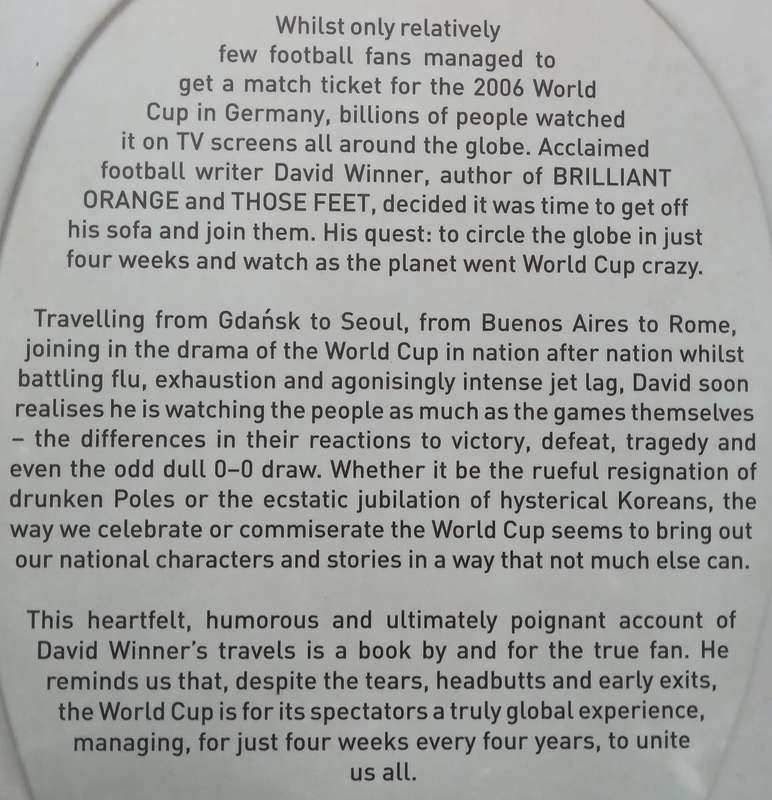 Whilst only relatively
few football fans managed to
get a match ticket for the 2006 World
Cup in Germany, billions of people watched
it on TV screens all around the globe. Acclaimed
football writer David Winner, author of BRILLIANT
ORANGE and THOSE FEET, decided it was time to get off
his sofa and join them. His quest: to circle the globe in just
four weeks and watch as the planet went World Cup crazy.
Travelling from Gdańsk to Seoul, from Buenos Aires to Rome,
joining in the drama of the World Cup in nation after nation whilst
battling flu, exhaustion and agonisingly intense jet lag, David soon
realises he is watching the people as much as the games themselves
– the differences in their reactions to victory, defeat, tragedy and
even the odd dull 0–0 draw. Whether it be the rueful resignation of
drunken Poles or the ecstatic jubilation of hysterical Koreans, the
way we celebrate or commiserate the World Cup seems to bring out
our national characters and stories in a way that not much else can.
This heartfelt, humorous and ultimately poignant account of
David Winner's travels is a book by and for the true fan. He
reminds us that, despite the tears, headbutts and early exits,
the World Cup is for its spectators a truly global experience,
managing, for just four weeks every four years, to unite
us all.